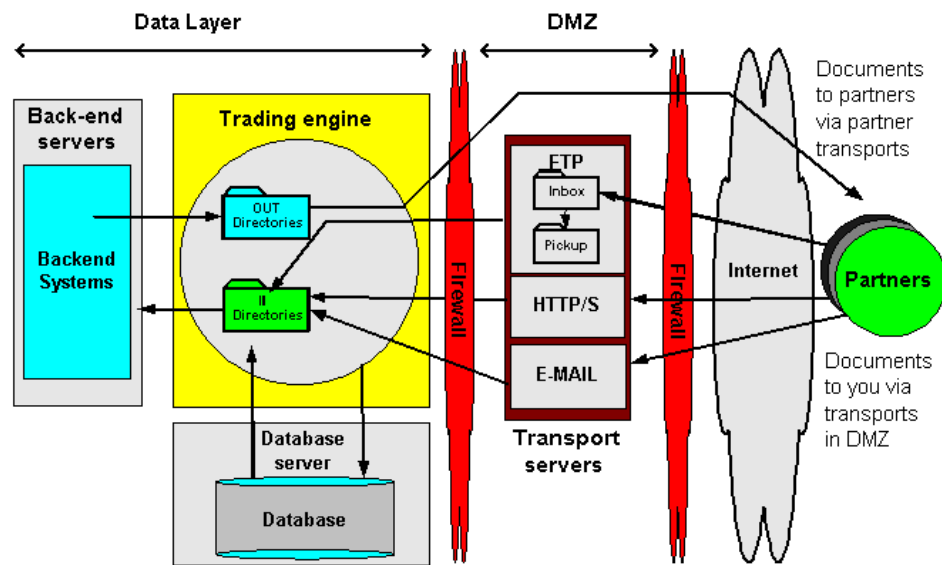 Data Layer
DMZ
Back-end
servers
Backend
Systems
Trading engine
OUT
Directories
Directories
Database
server
Database
Firewall
FTP
Inbox
Pickup
HTTP/S
E-MAIL
Transport
servers
Firewall
Internet
Documents
to partners
via partner
transports
Partners
Documents
to you via
transports
in DMZ